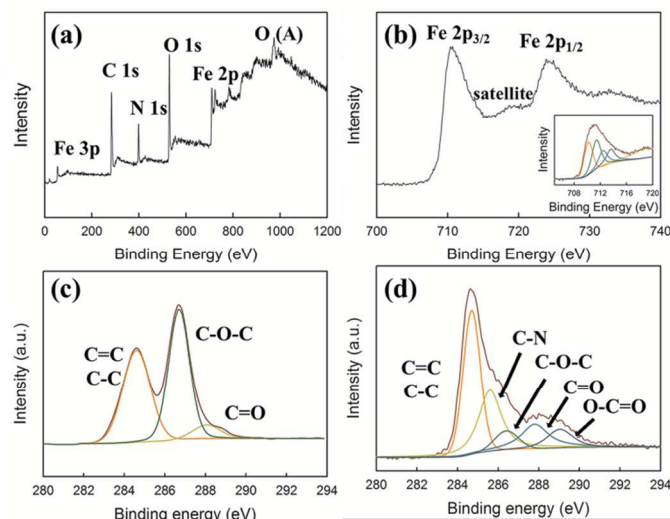 (a)
O (A)
O 1s
C 1s
Fe 2p
N 1s
Fe 3p
Intensity
0 200 400 600 800 1000 1200
Binding Energy (eV)
(b)
Fe 2p3/2
Fe 2p1/2
satellite
Intensity
706 712 716 720
Binding Energy (eV)
Intensity
700 710 720 730 740
Binding Energy (eV)
(c)
C-O-C
C=C
C-C
C=O
Intensity (a.u.)
280 282 284 286 288 290 292 294
Binding energy (eV)
(d)
C-N
C-O-C
C=C
C-C
C=O
O-C=O
Intensity (a.u.)
280 282 284 286 288 290 292 294
Binding energy (eV)